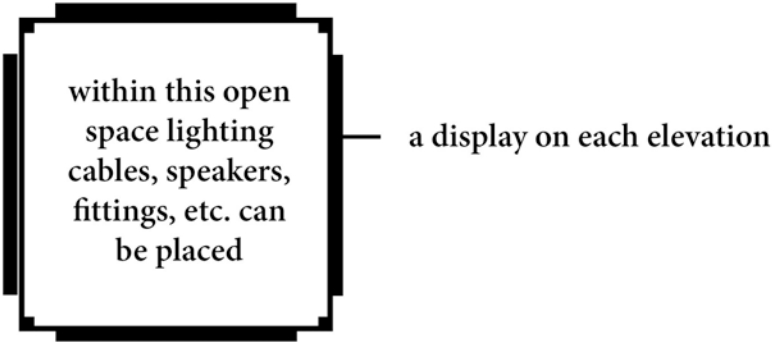 within this open
space lighting
cables, speakers,
fittings, etc. can
be placed
a display on each elevation